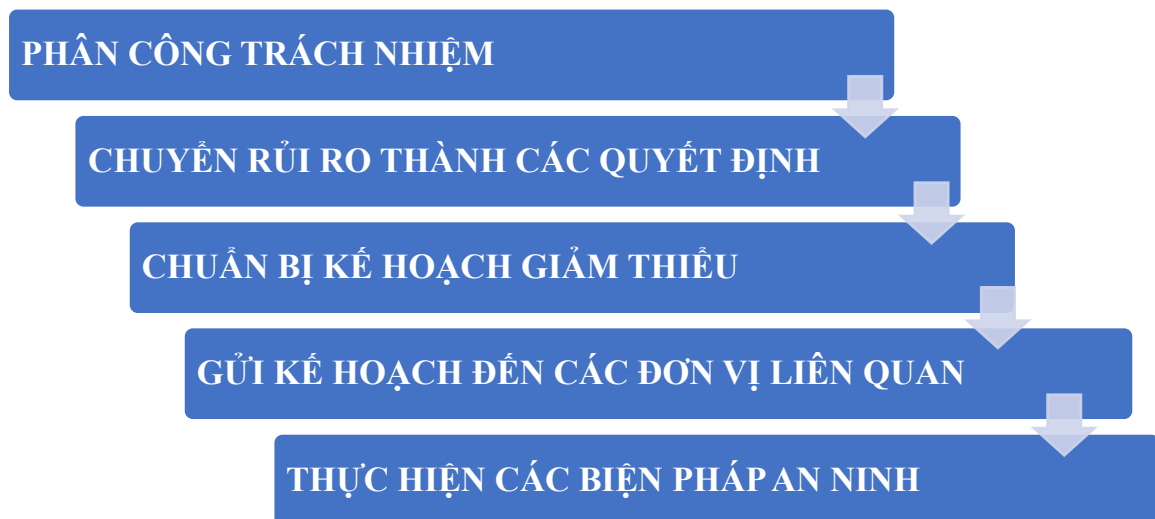 PHÂN CÔNG TRÁCH NHIỆM
CHUYỂN RỦI RO THÀNH CÁC QUYẾT ĐỊNH
CHUẨN BỊ KẾ HOẠCH GIẢM THIỂU
GỬI KẾ HOẠCH ĐẾN CÁC ĐƠN VỊ LIÊN QUAN
THỰC HIỆN CÁC BIỆN PHÁP AN NINH